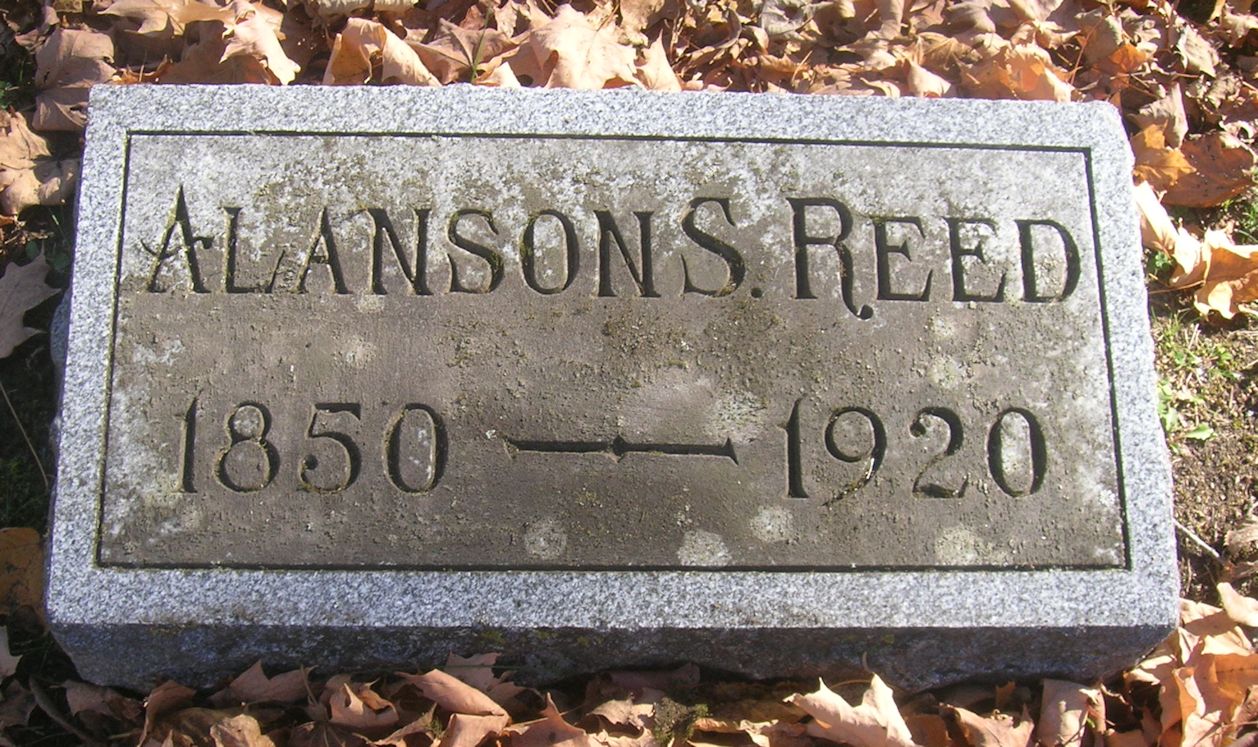 ALANSON S. REED
1850 — 1920